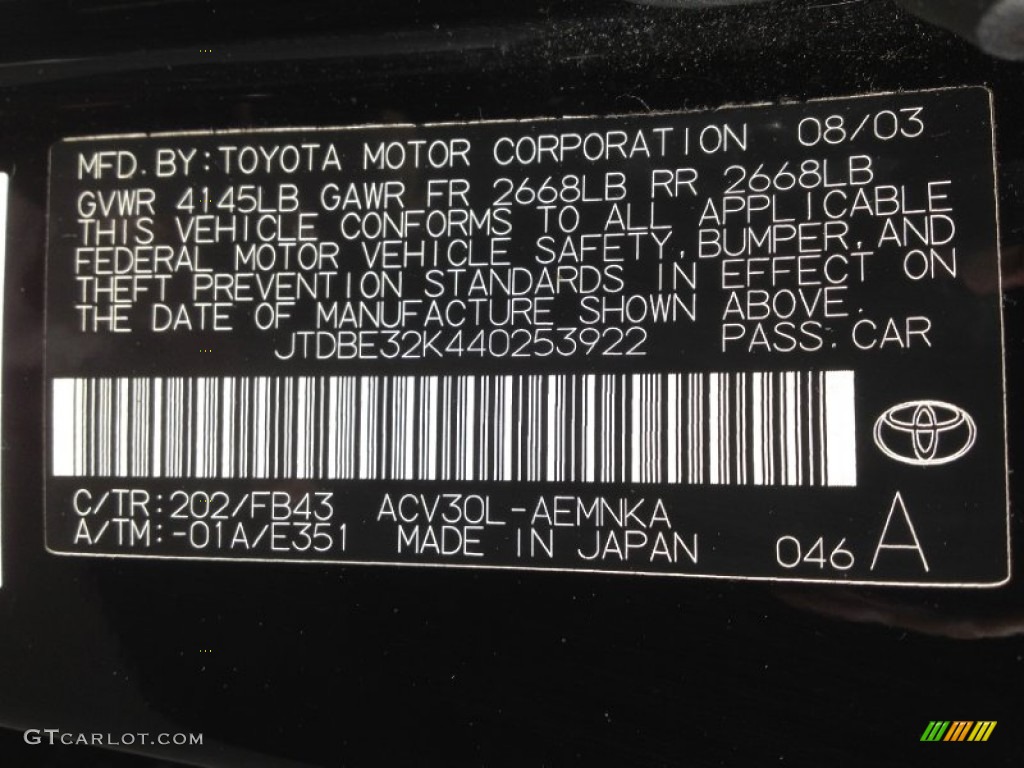 MFD. BY: TOYOTA MOTOR CORPORATION 08/03
GVWR 4145LB GAWR FR 2668LB RR 2668LB
THIS VEHICLE CONFORMS TO ALL APPLICABLE
FEDERAL MOTOR VEHICLE SAFETY, BUMPER, AND
THEFT PREVENTION STANDARDS IN EFFECT ON
THE DATE OF MANUFACTURE SHOWN ABOVE.
JTDBE32K440253922 PASS. CAR
C/TR: 202/FB43 ACV30L-AEMNKA
A/TM: -01A/E351 MADE IN JAPAN 046 A
GTCARLOT.COM